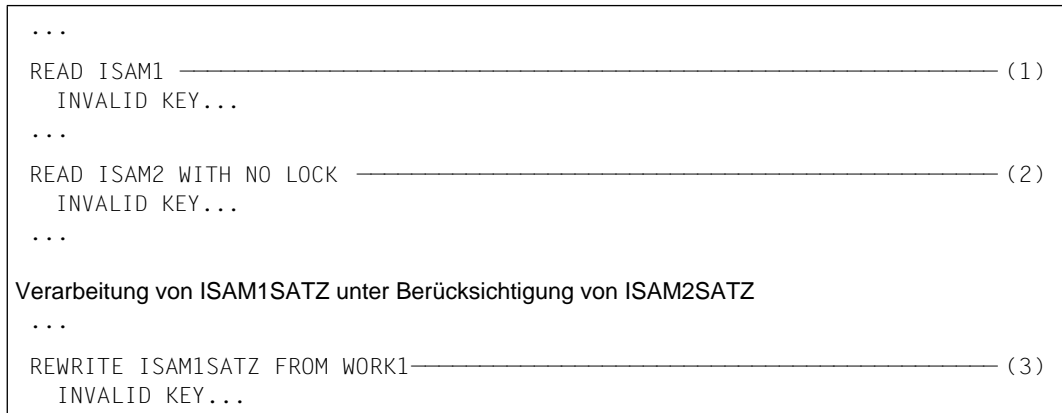 ...
READ ISAM1 (1)
INVALID KEY...
...
READ ISAM2 WITH NO LOCK (2)
INVALID KEY...
...
Verarbeitung von ISAM1SATZ unter Berücksichtigung von ISAM2SATZ
...
REWRITE ISAM1SATZ FROM WORK1 (3)
INVALID KEY...